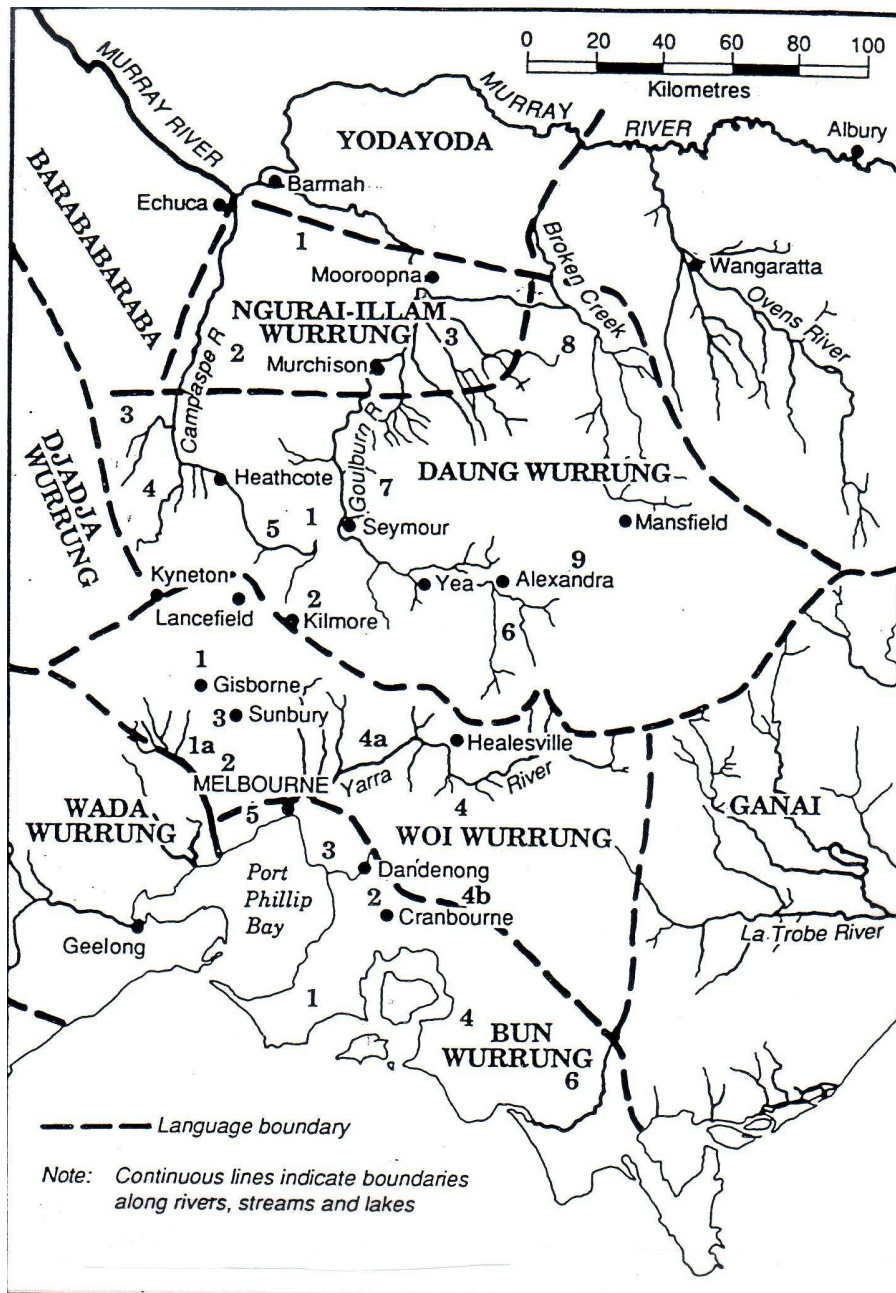 0 20 40 60 80 100
Kilometres
MURRAY RIVER
MURRAY
RIVER
Albury
YODAYODA
BARABABARABA
Barmah
Echuca
1
Broken Creek
Wangaratta
Mooroopna
Ovens River
NGURAI-ILLAM
WURRUNG
3
8
2
Murchison
Campaspe R
3
Goulburn R
DJADJA
WURRUNG
4
Heathcote
7
DAUNG WURRUNG
5
1
Seymour
Mansfield
9
Kyneton
Yea
Alexandra
Lancefield
2
Kilmore
6
1
Gisborne
3
Sunbury
1a
4a
Healesville
2
MELBOURNE
Yarra
River
WADA
WURRUNG
5
4
WOI WURRUNG
GANAI
3
Port
Phillip
Bay
Dandenong
4b
2
Cranbourne
Geelong
La Trobe River
1
4
BUN
WURRUNG
6
Language boundary
Note: Continuous lines indicate boundaries
along rivers, streams and lakes